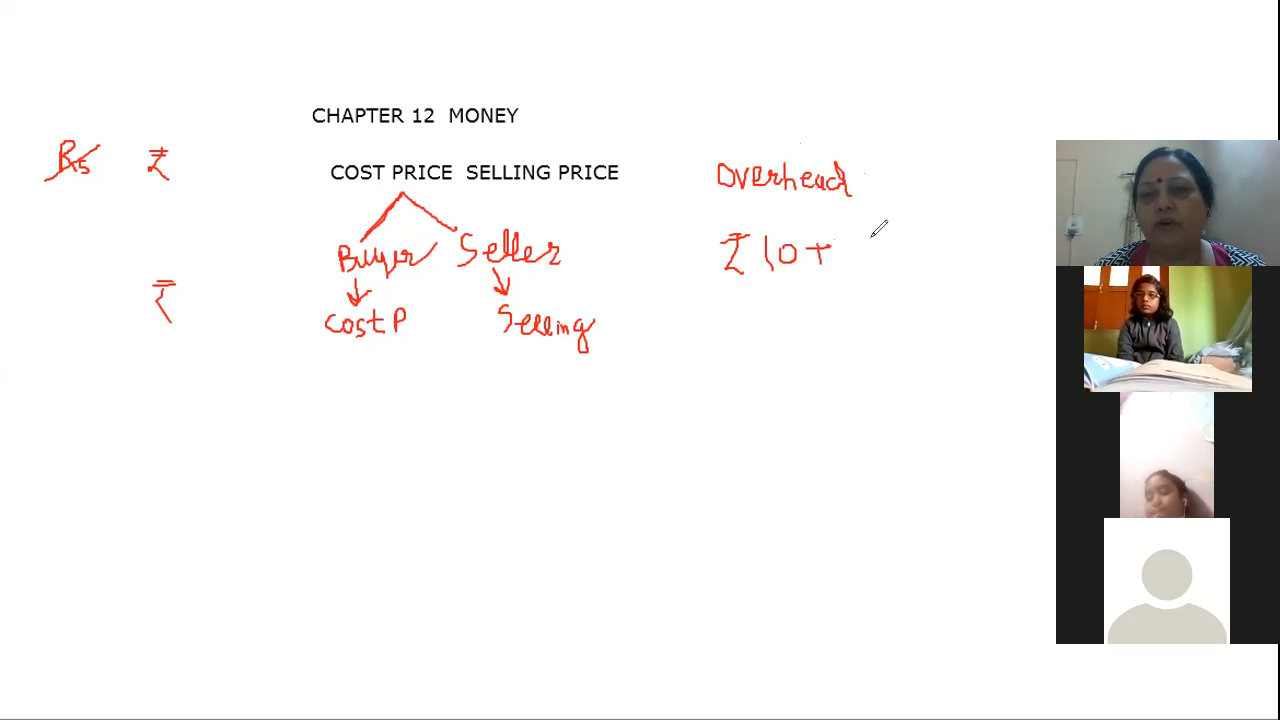 CHAPTER 12 MONEY
Rs ₹
COST PRICE SELLING PRICE
Overhead
Buyer Seller
₹ 10 +
₹
Cost P Selling